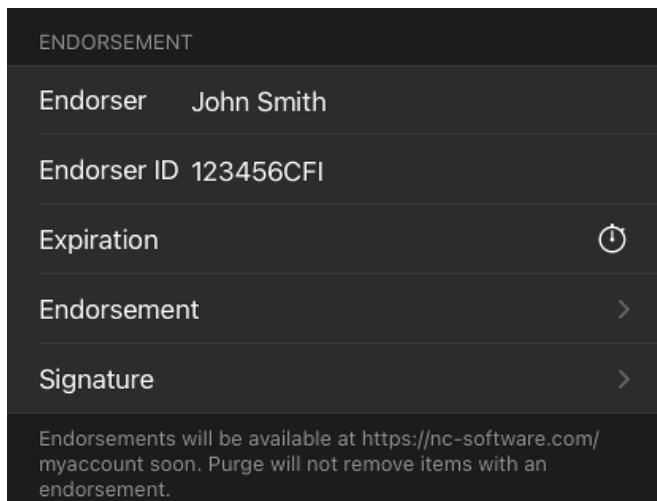 ENDORSEMENT
Endorser John Smith
Endorser ID 123456CFI
Expiration
Endorsement
Signature
Endorsements will be available at https://nc-software.com/
myaccount soon. Purge will not remove items with an
endorsement.